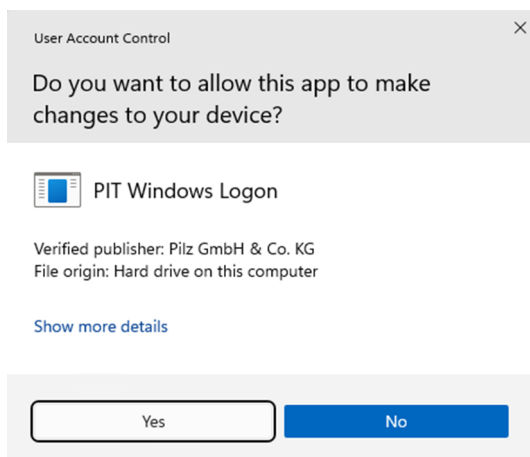 User Account Control
Do you want to allow this app to make
changes to your device?
PIT Windows Logon
Verified publisher: Pilz GmbH & Co. KG
File origin: Hard drive on this computer
Show more details
Yes
No